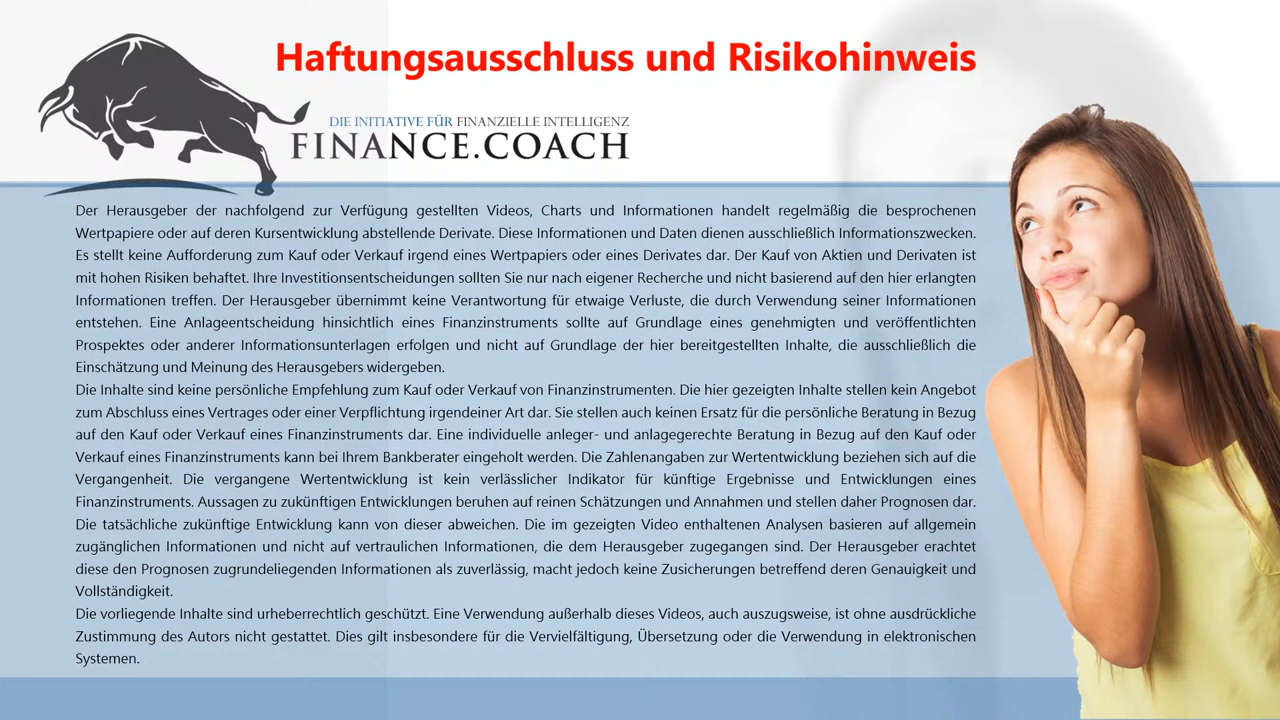 Haftungsausschluss und Risikohinweis
DIE INITIATIVE FÜR FINANZIELLE INTELLIGENZ
FINANCE.COACH
Der Herausgeber der nachfolgend zur Verfügung gestellten Videos, Charts und Informationen handelt regelmäßig die besprochenen
Wertpapiere oder auf deren Kursentwicklung abstellende Derivate. Diese Informationen und Daten dienen ausschließlich Informationszwecken.
Es stellt keine Aufforderung zum Kauf oder Verkauf irgend eines Wertpapiers oder eines Derivates dar. Der Kauf von Aktien und Derivaten ist
mit hohen Risiken behaftet. Ihre Investitionsentscheidungen sollten Sie nur nach eigener Recherche und nicht basierend auf den hier erlangten
Informationen treffen. Der Herausgeber übernimmt keine Verantwortung für etwaige Verluste, die durch Verwendung seiner Informationen
entstehen. Eine Anlageentscheidung hinsichtlich eines Finanzinstruments sollte auf Grundlage eines genehmigten und veröffentlichten
Prospektes oder anderer Informationsunterlagen erfolgen und nicht auf Grundlage der hier bereitgestellten Inhalte, die ausschließlich die
Einschätzung und Meinung des Herausgebers widergeben.
Die Inhalte sind keine persönliche Empfehlung zum Kauf oder Verkauf von Finanzinstrumenten. Die hier gezeigten Inhalte stellen kein Angebot
zum Abschluss eines Vertrages oder einer Verpflichtung irgendeiner Art dar. Sie stellen auch keinen Ersatz für die persönliche Beratung in Bezug
auf den Kauf oder Verkauf eines Finanzinstruments dar. Eine individuelle anleger- und anlagegerechte Beratung in Bezug auf den Kauf oder
Verkauf eines Finanzinstruments kann bei Ihrem Bankberater eingeholt werden. Die Zahlenangaben zur Wertentwicklung beziehen sich auf die
Vergangenheit. Die vergangene Wertentwicklung ist kein verlässlicher Indikator für künftige Ergebnisse und Entwicklungen eines
Finanzinstruments. Aussagen zu zukünftigen Entwicklungen beruhen auf reinen Schätzungen und Annahmen und stellen daher Prognosen dar.
Die tatsächliche zukünftige Entwicklung kann von dieser abweichen. Die im gezeigten Video enthaltenen Analysen basieren auf allgemein
zugänglichen Informationen und nicht auf vertraulichen Informationen, die dem Herausgeber zugegangen sind. Der Herausgeber erachtet
diese den Prognosen zugrundeliegenden Informationen als zuverlässig, macht jedoch keine Zusicherungen betreffend deren Genauigkeit und
Vollständigkeit.
Die vorliegende Inhalte sind urheberrechtlich geschützt. Eine Verwendung außerhalb dieses Videos, auch auszugsweise, ist ohne ausdrückliche
Zustimmung des Autors nicht gestattet. Dies gilt insbesondere für die Vervielfältigung, Übersetzung oder die Verwendung in elektronischen
Systemen.